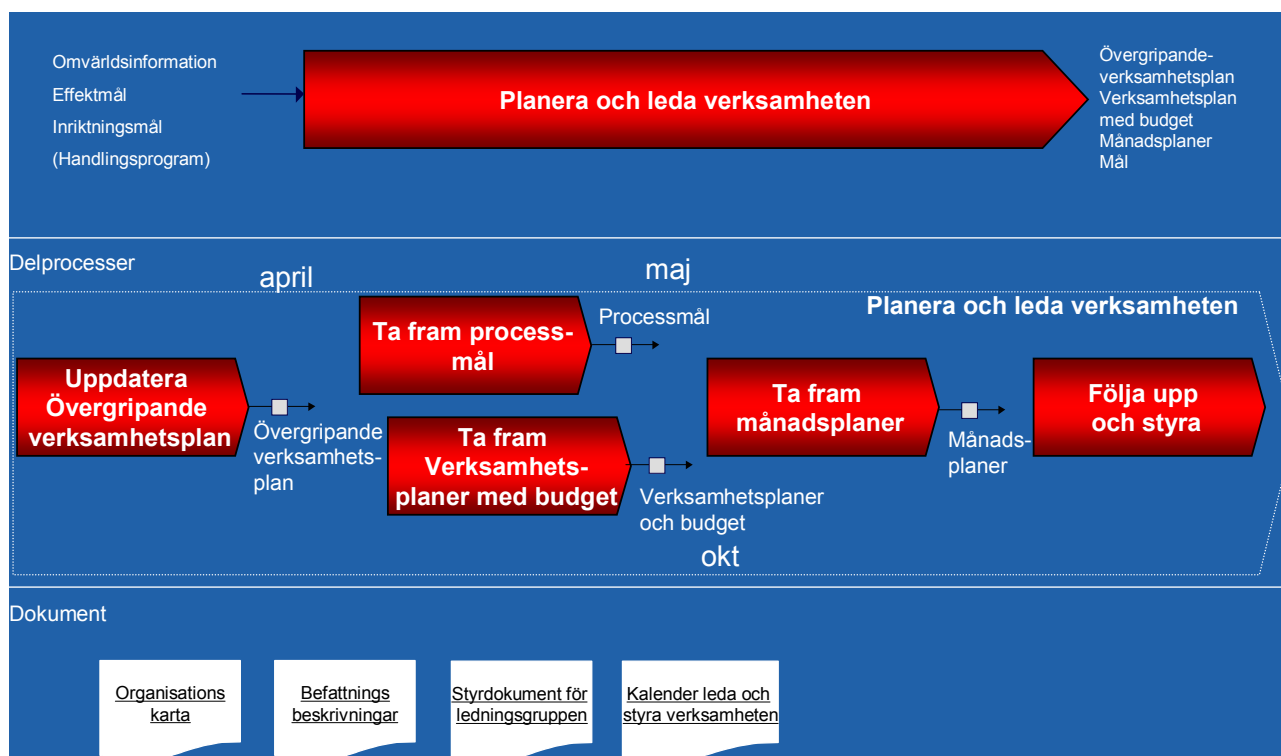 Omvärldsinformation
Effektmål
Inriktningsmål
(Handlingsprogram)
Planera och leda verksamheten
Övergripande-
verksamhetsplan
Verksamhetsplan
med budget
Månadsplaner
Mål
Delprocesser
april
maj
Planera och leda verksamheten
Uppdatera
Övergripande
verksamhetsplan
Övergripande
verksamhets-
plan
Ta fram process-
mål
Processmål
Ta fram
Verksamhets-
planer med budget
Verksamhetsplaner
och budget
okt
Ta fram
månadsplaner
Månads-
planer
Följa upp
och styra
Dokument
Organisations
karta
Befattnings
beskrivningar
Styrdokument för
ledningsgruppen
Kalender leda och
styra verksamheten